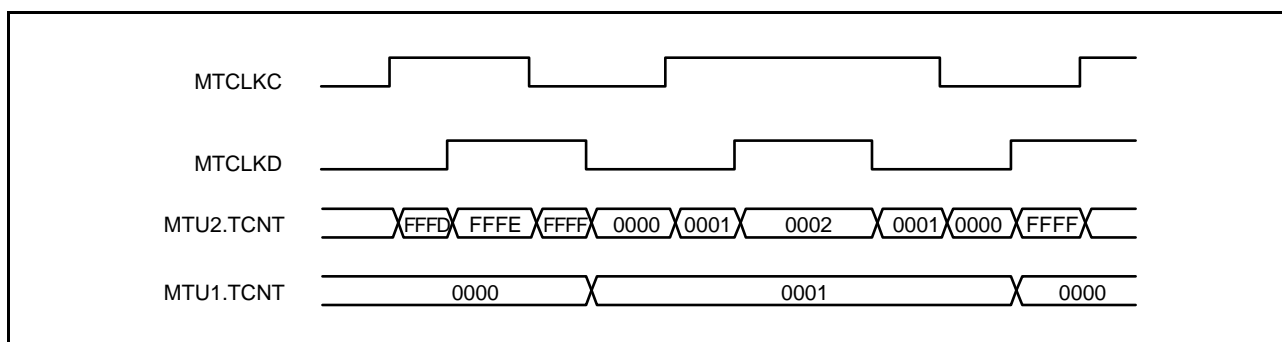 MTCLKC
MTCLKD
MTU2.TCNT FFFD FFFE FFFF 0000 0001 0002 0001 0000 FFFF
MTU1.TCNT 0000 0001 0000